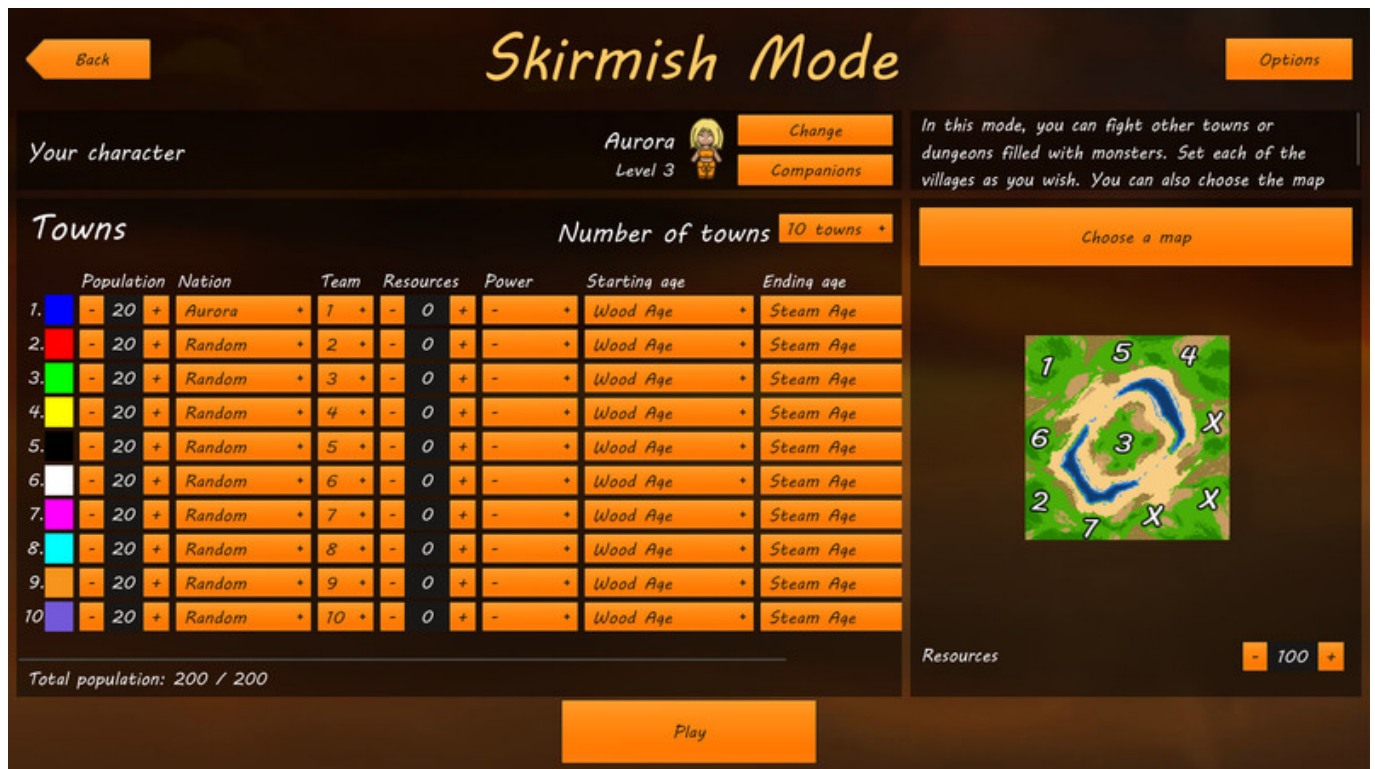 Back
Skirmish Mode
Options
Your character
Aurora
Level 3
Change
Companions
In this mode, you can fight other towns or
dungeons filled with monsters. Set each of the
villages as you wish. You can also choose the map
Towns
Number of towns 10 towns
Population Nation Team Resources Power Starting age Ending age
1. - 20 + Aurora 1 - 0 + - Wood Age Steam Age
2. - 20 + Random 2 - 0 + - Wood Age Steam Age
3. - 20 + Random 3 - 0 + - Wood Age Steam Age
4. - 20 + Random 4 - 0 + - Wood Age Steam Age
5. - 20 + Random 5 - 0 + - Wood Age Steam Age
6. - 20 + Random 6 - 0 + - Wood Age Steam Age
7. - 20 + Random 7 - 0 + - Wood Age Steam Age
8. - 20 + Random 8 - 0 + - Wood Age Steam Age
9. - 20 + Random 9 - 0 + - Wood Age Steam Age
10 - 20 + Random 10 - 0 + - Wood Age Steam Age
Total population: 200 / 200
Choose a map
1 5 4
6 3 X
2 7 X X
Resources - 100 +
Play